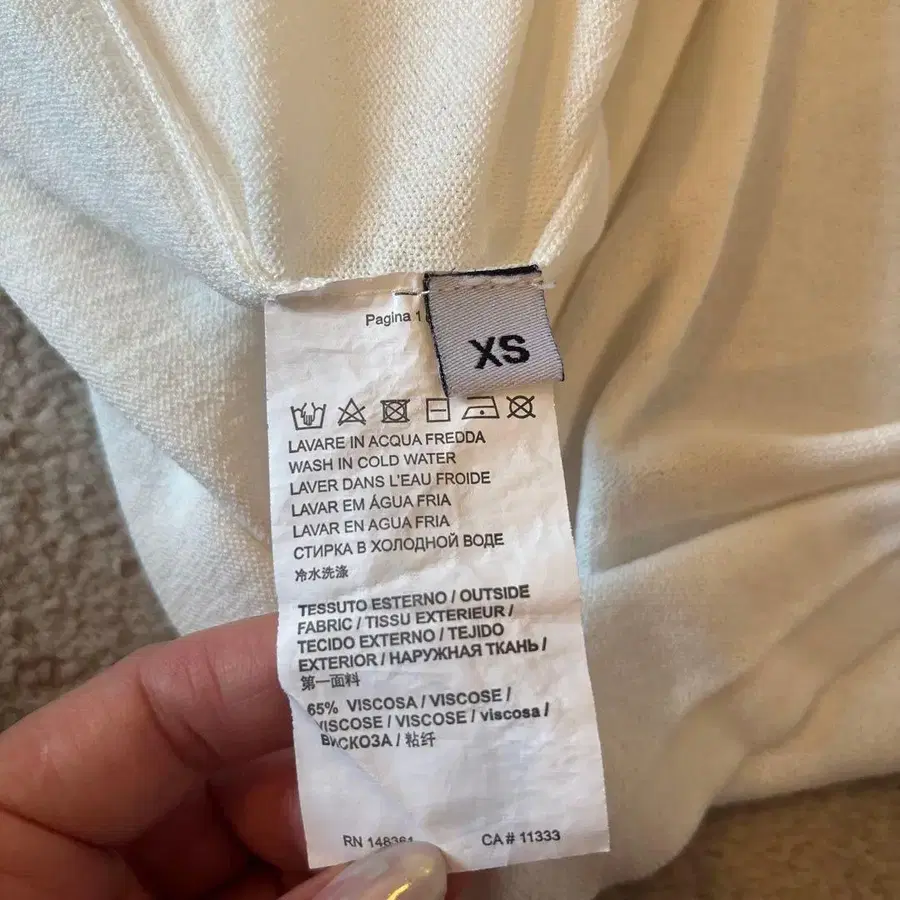 Pagina 1
XS
LAVARE IN ACQUA FREDDA
WASH IN COLD WATER
LAVER DANS L'EAU FROIDE
LAVAR EM ÁGUA FRIA
LAVAR EN AGUA FRIA
СТИРКА В ХОЛОДНОЙ ВОДЕ
冷水洗涤
TESSUTO ESTERNO / OUTSIDE
FABRIC / TISSU EXTERIEUR /
TECIDO EXTERNO / TEJIDO
EXTERIOR / НАРУЖНАЯ ТКАНЬ /
第一面料
65% VISCOSA / VISCOSE /
VISCOSE / VISCOSE / viscosa /
ВИСКОЗА / 粘纤
RN 148361 CA # 11333